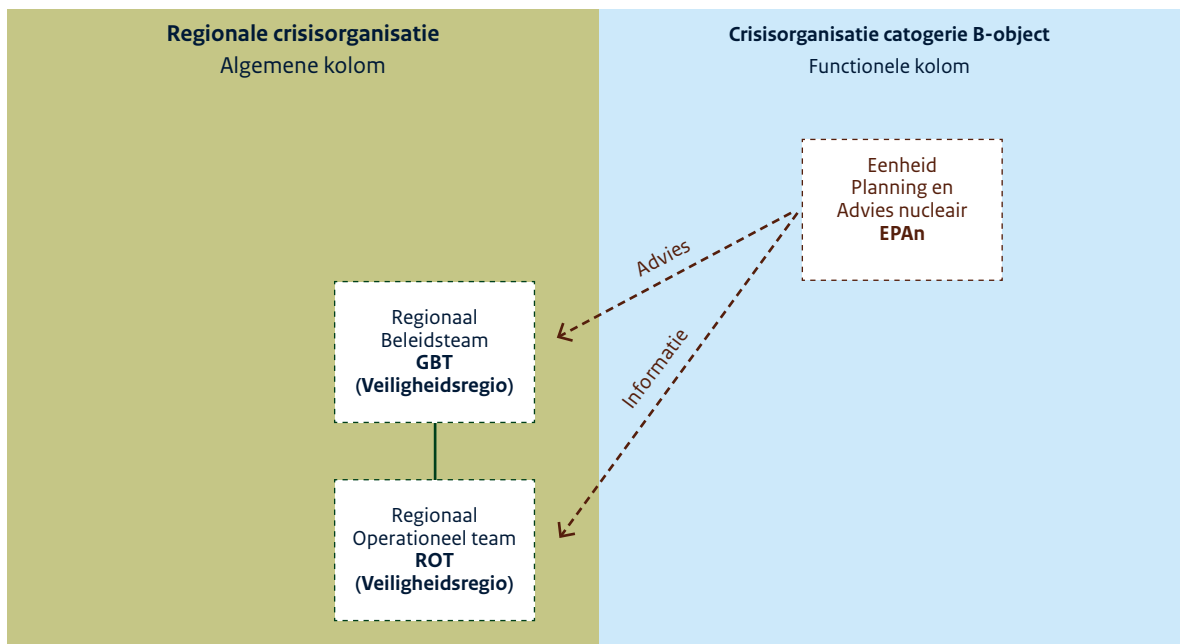 Regionale crisisorganisatie
Algemene kolom
Crisisorganisatie catogerie B-object
Functionele kolom
Eenheid
Planning en
Advies nucleair
EPAn
Advies
Informatie
Regionaal
Beleidsteam
GBT
(Veiligheidsregio)
Regionaal
Operationeel team
ROT
(Veiligheidsregio)